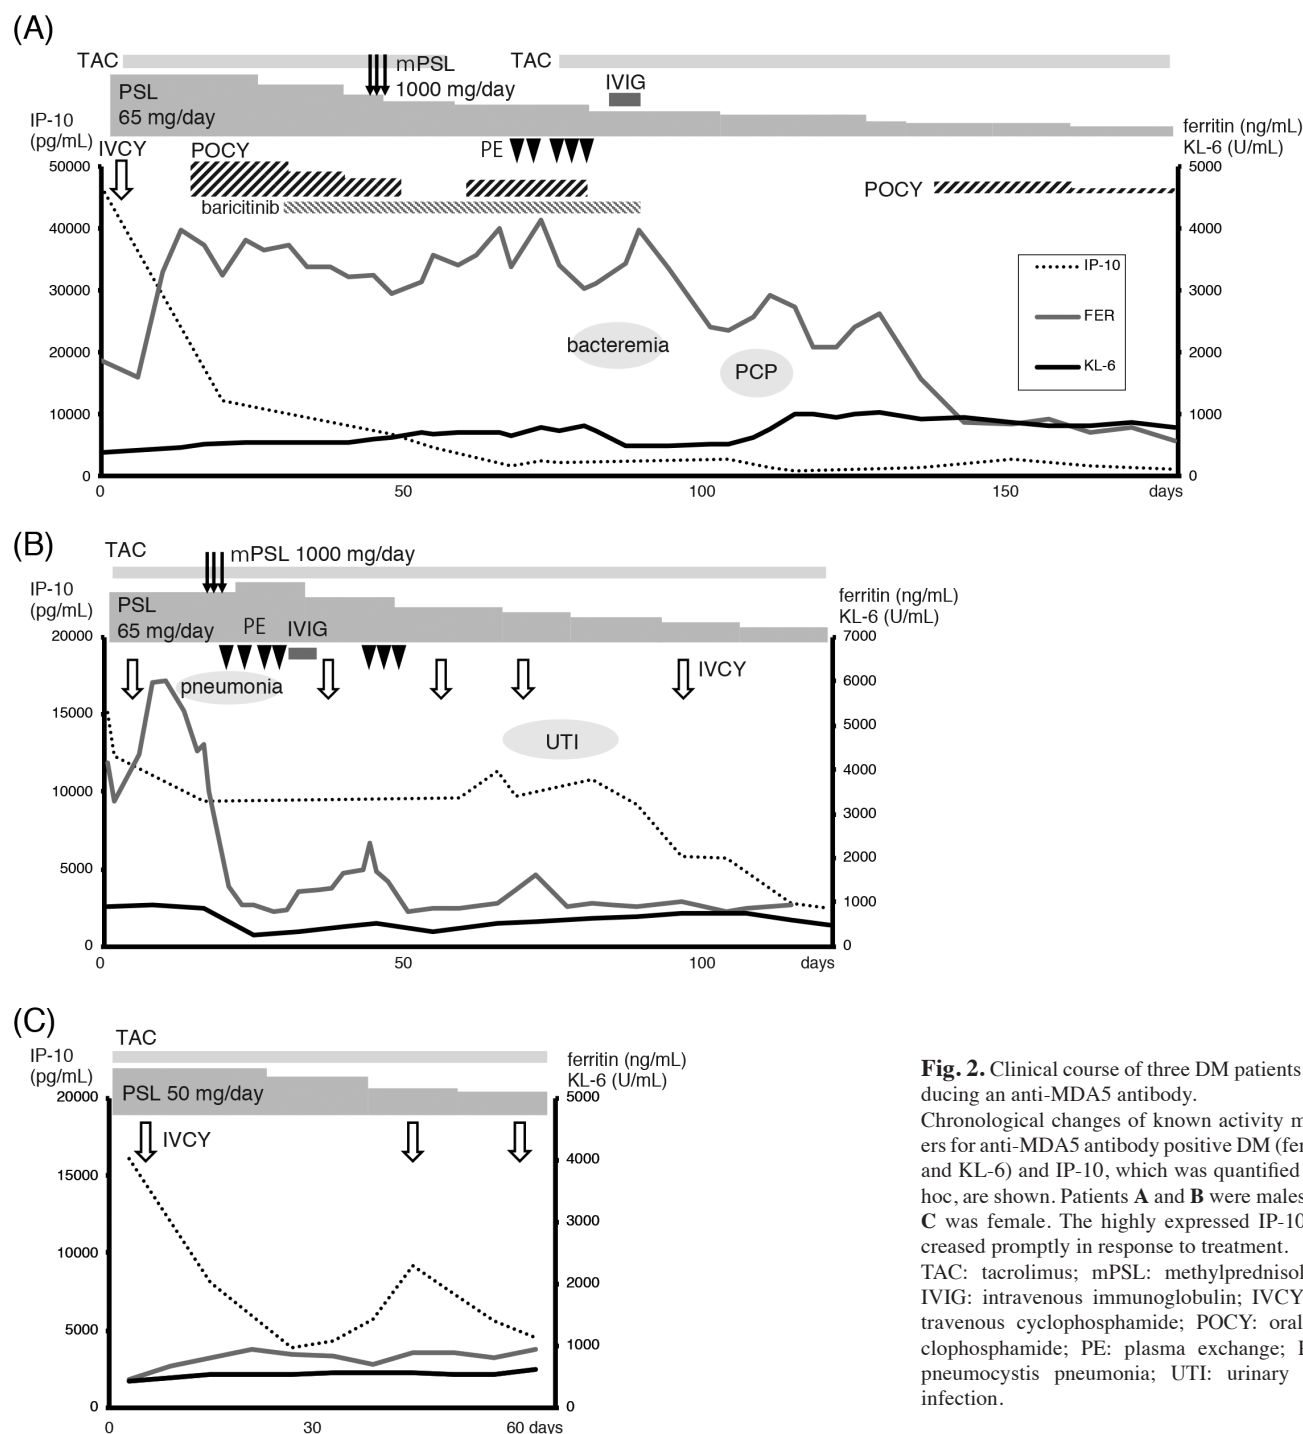 (A)
TAC
mPSL
1000 mg/day
TAC
IVIG
PSL
65 mg/day
IP-10
(pg/mL)
ferritin (ng/mL)
KL-6 (U/mL)
IVCY
POCY
PE
50000
5000
POCY
baricitinib
40000
4000
IP-10
30000
3000
FER
bacteremia
20000
2000
PCP
KL-6
10000
1000
0
0
0
50
100
150
days
(B)
TAC
mPSL 1000 mg/day
IP-10
(pg/mL)
ferritin (ng/mL)
KL-6 (U/mL)
PSL
65 mg/day
PE
IVIG
20000
7000
IVCY
pneumonia
6000
15000
5000
UTI
4000
10000
3000
2000
5000
1000
0
0
0
50
100
days
(C)
TAC
IP-10
(pg/mL)
ferritin (ng/mL)
KL-6 (U/mL)
PSL 50 mg/day
20000
5000
IVCY
4000
15000
3000
10000
2000
5000
1000
0
0
0
30
60 days
Fig. 2. Clinical course of three DM patients
ducing an anti-MDA5 antibody.
Chronological changes of known activity m
ers for anti-MDA5 antibody positive DM (fer
and KL-6) and IP-10, which was quantified
hoc, are shown. Patients A and B were males
C was female. The highly expressed IP-10
creased promptly in response to treatment.
TAC: tacrolimus; mPSL: methylprednisol
IVIG: intravenous immunoglobulin; IVCY
travenous cyclophosphamide; POCY: oral
clophosphamide; PE: plasma exchange;
pneumocystis pneumonia; UTI: urinary
infection.